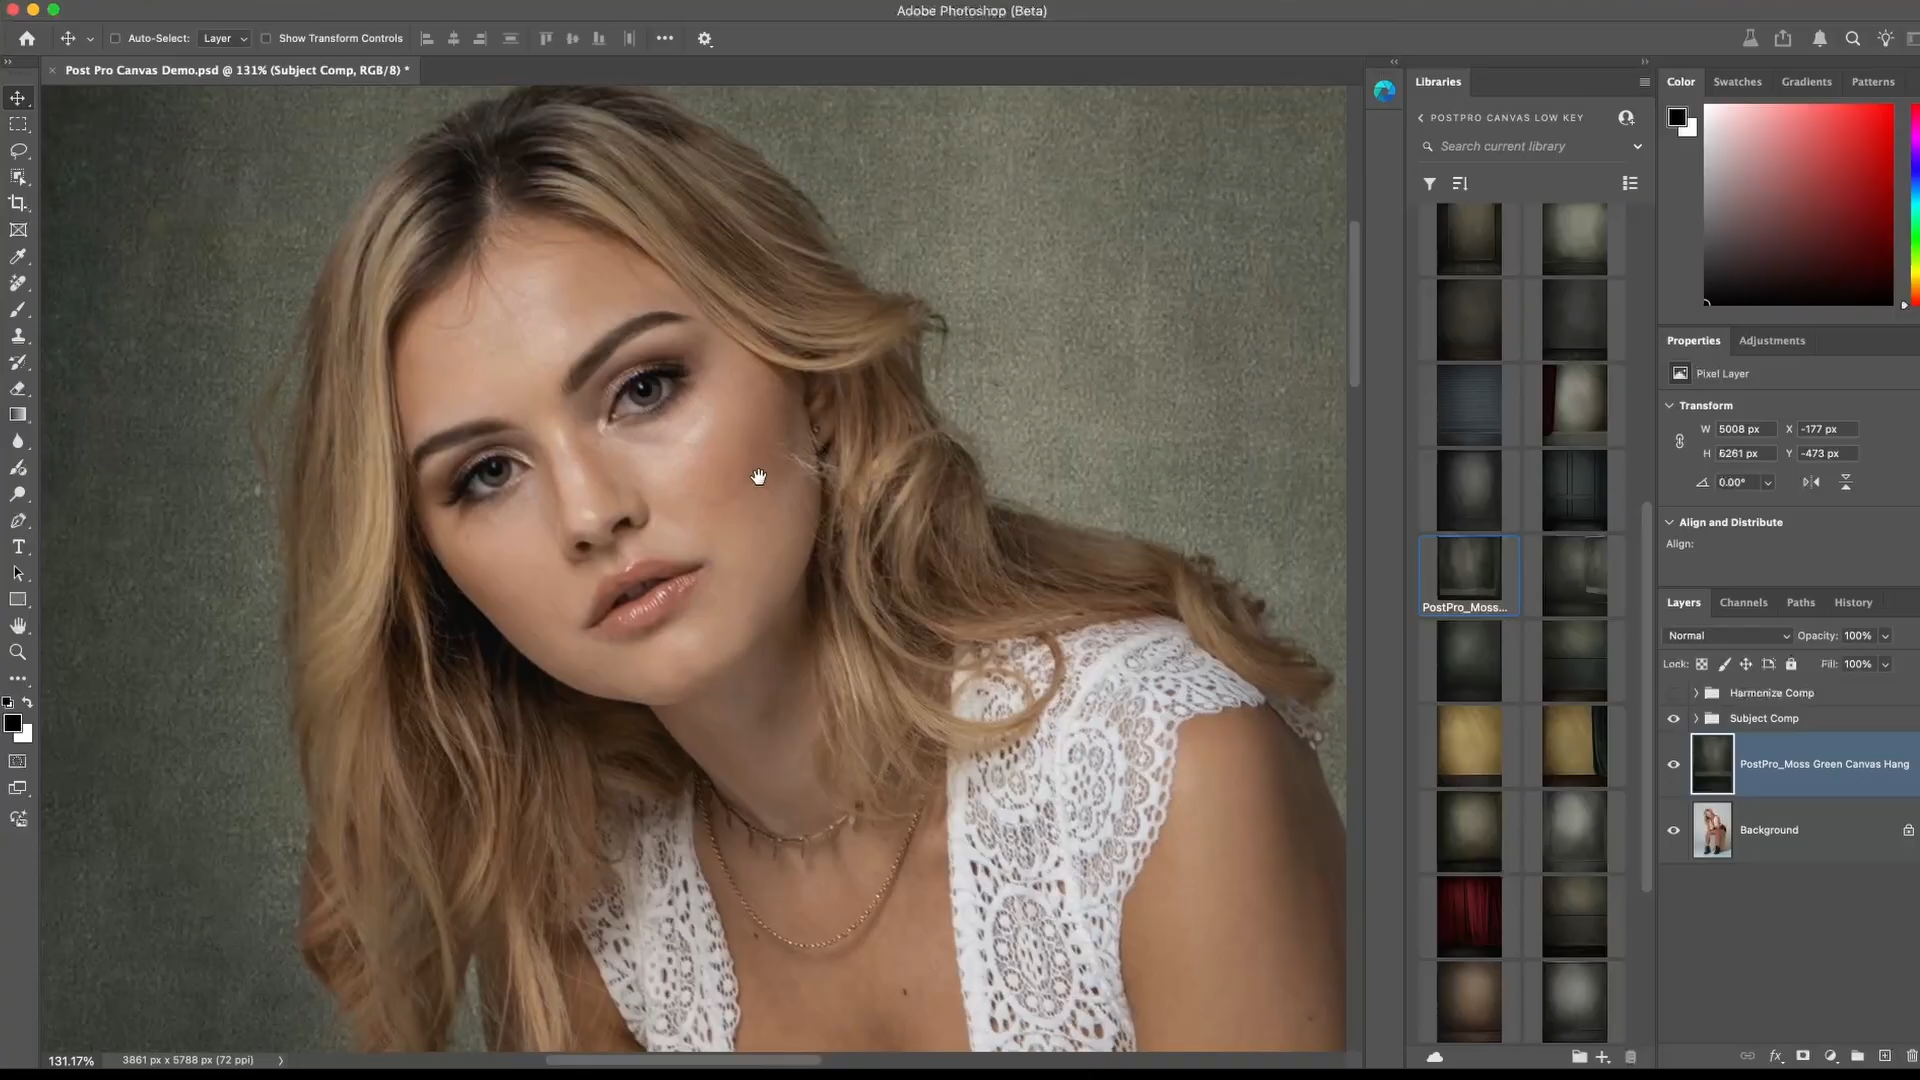 Adobe Photoshop (Beta)
Auto-Select:
Layer
Show Transform Controls
Post Pro Canvas Demo.psd @ 131% (Subject Comp, RGB/8) *
Libraries
POSTPRO CANVAS LOW KEY
Search current library
PostPro_Moss...
Color
Swatches
Gradients
Patterns
Properties
Adjustments
Pixel Layer
Transform
W 5008 px X -177 px
H 6261 px Y -473 px
0.00°
Align and Distribute
Align:
Layers
Channels
Paths
History
Normal
Opacity: 100%
Lock:
Fill: 100%
Harmonize Comp
Subject Comp
PostPro_Moss Green Canvas Hang
Background
fx
131.17%
3861 px x 5788 px (72 ppi)